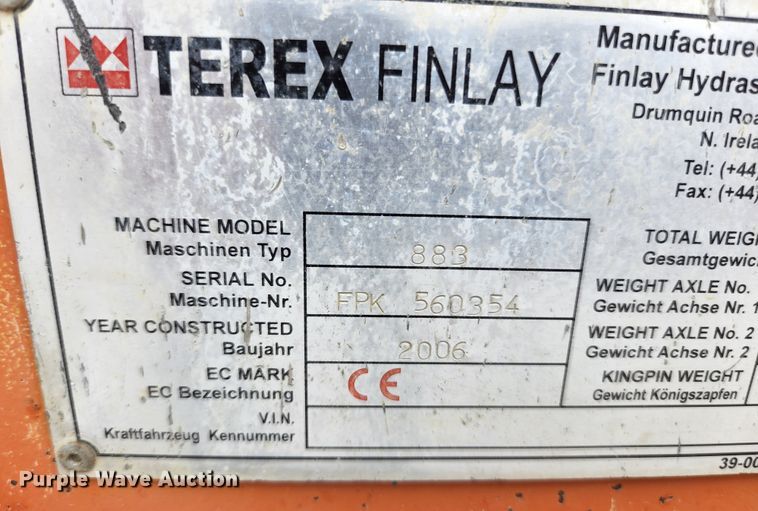 TEREX FINLAY
Manufacture
Finlay Hydras
Drumquin Roa
N. Irela
Tel: (+44)
Fax: (+44)
MACHINE MODEL
Maschinen Typ
883
SERIAL No.
Maschine-Nr.
FPK 560354
YEAR CONSTRUCTED
Baujahr
2006
EC MARK
EC Bezeichnung
CE
V.I.N.
Kraftfahrzeug Kennummer
TOTAL WEIG
Gesamtgewic
WEIGHT AXLE No.
Gewicht Achse Nr. 1
WEIGHT AXLE No. 2
Gewicht Achse Nr. 2
KINGPIN WEIGHT
Gewicht Königszapfen
39-00
Purple Wave Auction